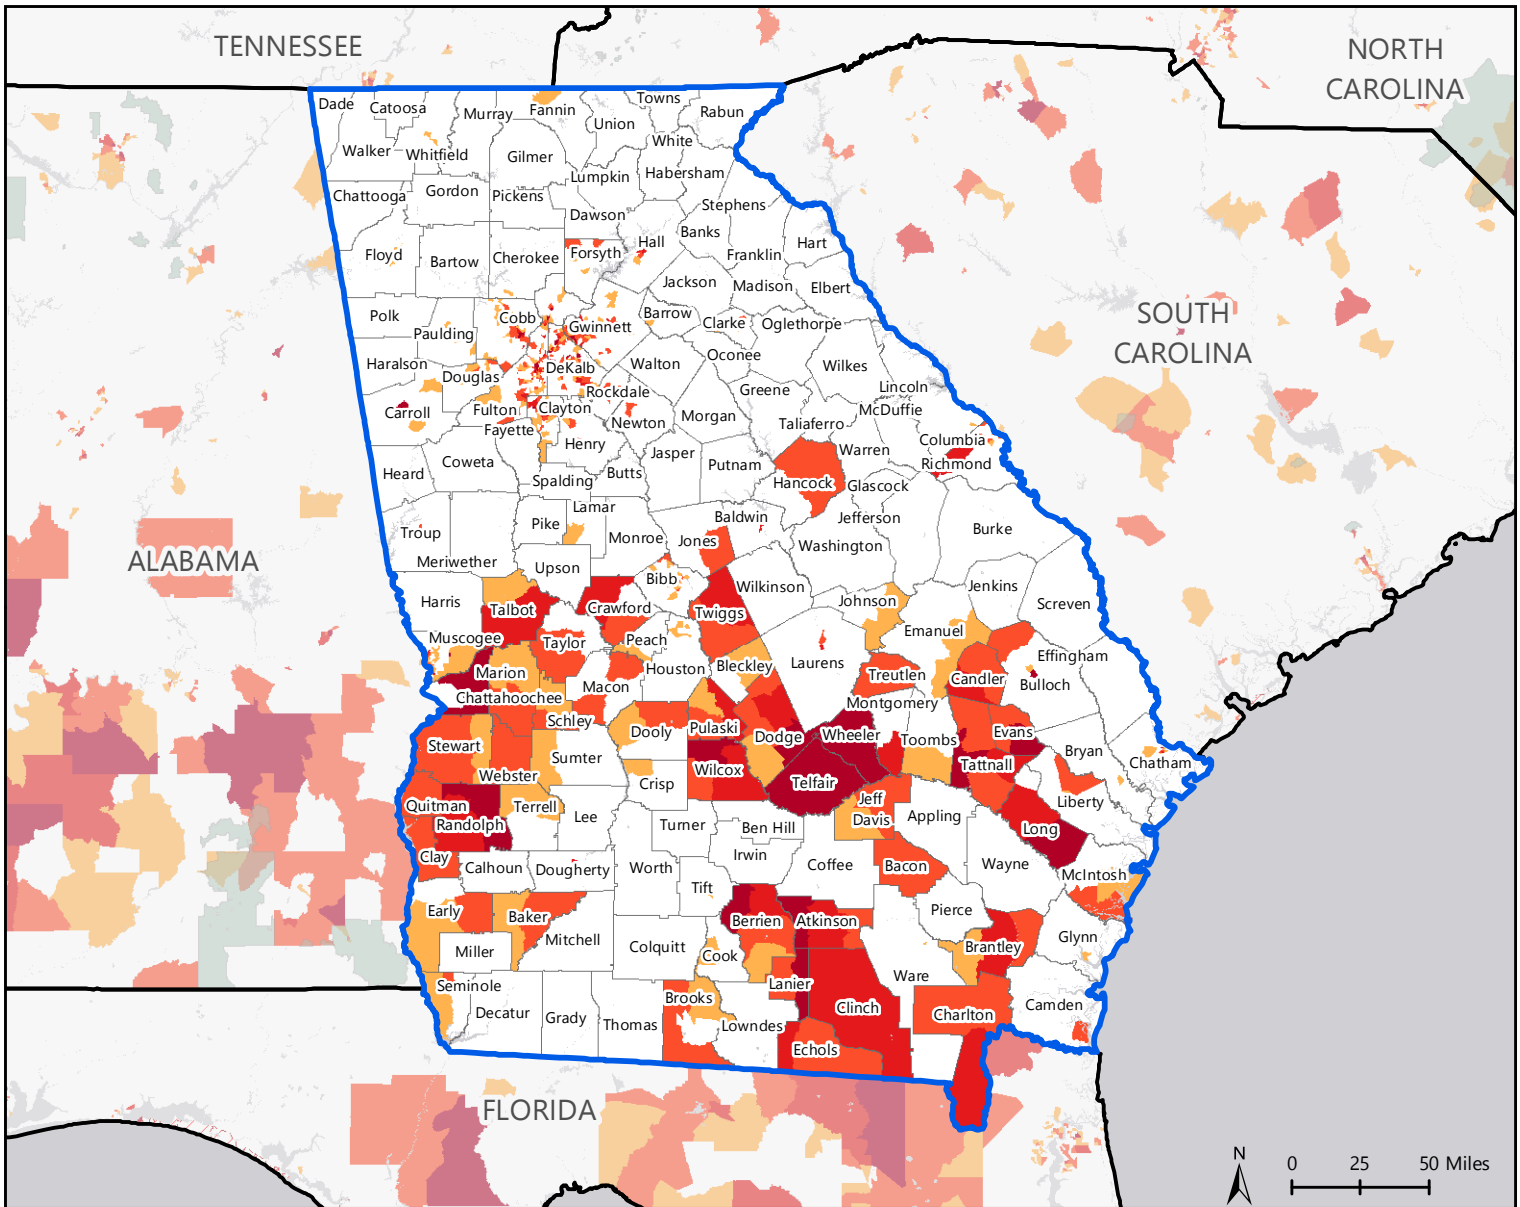 TENNESSEE
NORTH
CAROLINA
Dade
Catoosa
Murray
Fannin
Towns
Rabun
Union
White
Walker
Whitfield
Gilmer
Lumpkin
Habersham
Chattooga
Gordon
Pickens
Stephens
Dawson
Banks
Hall
Hart
Floyd
Bartow
Cherokee
Forsyth
Franklin
Jackson
Madison
Elbert
Polk
Paulding
Cobb
Gwinnett
Barrow
Clarke
Oglethorpe
SOUTH
CAROLINA
Haralson
Douglas
DeKalb
Walton
Oconee
Wilkes
Greene
Lincoln
Rockdale
Carroll
Fulton
Clayton
Newton
Morgan
Taliaferro
McDuffie
Fayette
Henry
Warren
Columbia
Heard
Coweta
Spalding
Butts
Jasper
Putnam
Hancock
Richmond
Glascock
Lamar
Troup
Pike
Monroe
Jones
Baldwin
Jefferson
Burke
Washington
ALABAMA
Meriwether
Upson
Bibb
Wilkinson
Jenkins
Harris
Talbot
Crawford
Twiggs
Johnson
Screven
Muscogee
Taylor
Peach
Emanuel
Marion
Houston
Bleckley
Laurens
Effingham
Macon
Treutlen
Candler
Bulloch
Chattahoochee
Montgomery
Schley
Dooly
Pulaski
Dodge
Wheeler
Toombs
Evans
Stewart
Bryan
Webster
Sumter
Crisp
Wilcox
Telfair
Tattnall
Chatham
Quitman
Terrell
Jeff
Davis
Liberty
Randolph
Lee
Turner
Ben Hill
Appling
Long
Clay
Calhoun
Dougherty
Worth
Irwin
Coffee
Bacon
Wayne
McIntosh
Tift
Early
Baker
Berrien
Atkinson
Pierce
Miller
Mitchell
Colquitt
Cook
Brantley
Glynn
Seminole
Ware
Lanier
Brooks
Clinch
Camden
Decatur
Grady
Thomas
Lowndes
Charlton
Echols
FLORIDA
N
0 25 50 Miles